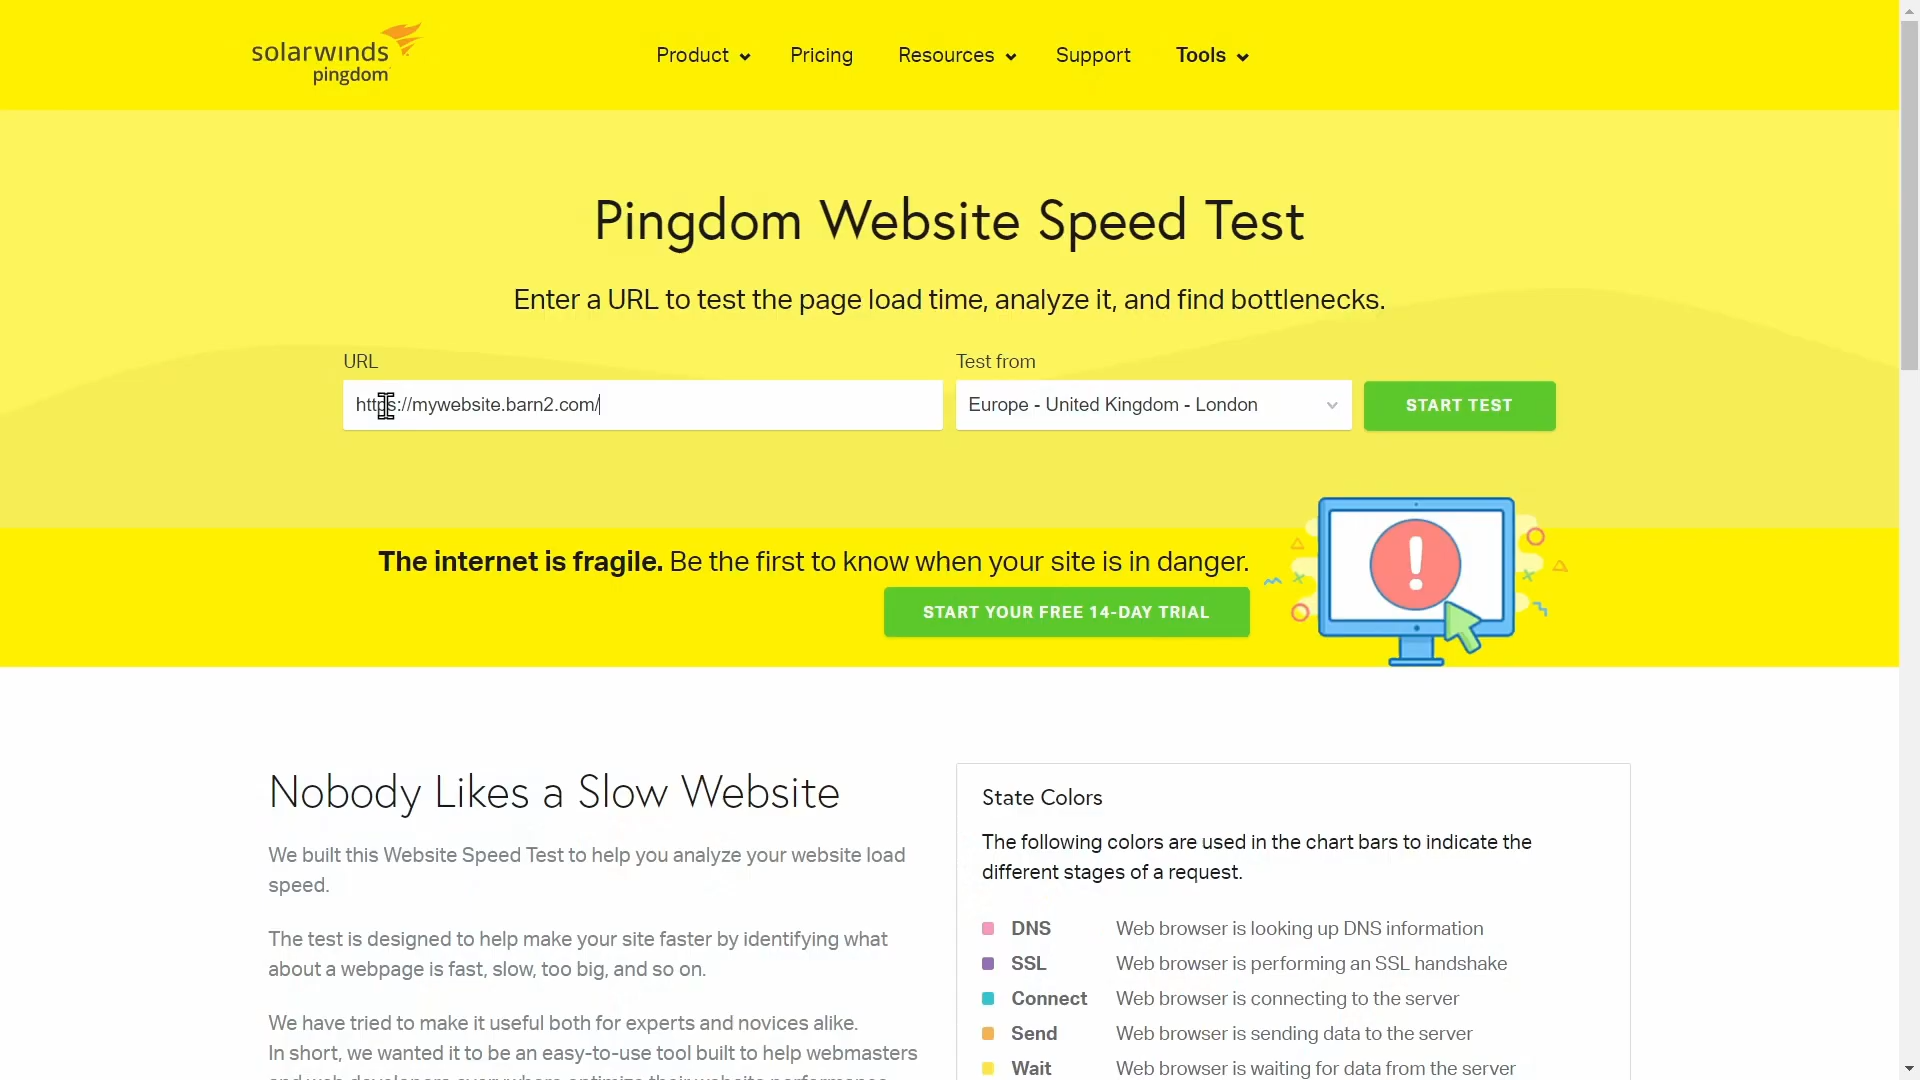 solarwinds
pingdom
Product
Pricing
Resources
Support
Tools
Pingdom Website Speed Test
Enter a URL to test the page load time, analyze it, and find bottlenecks.
URL
https://mywebsite.barn2.com/
Test from
Europe - United Kingdom - London
START TEST
The internet is fragile. Be the first to know when your site is in danger.
START YOUR FREE 14-DAY TRIAL
Nobody Likes a Slow Website
We built this Website Speed Test to help you analyze your website load
speed.
The test is designed to help make your site faster by identifying what
about a webpage is fast, slow, too big, and so on.
We have tried to make it useful both for experts and novices alike.
In short, we wanted it to be an easy-to-use tool built to help webmasters
and web developers everywhere optimize their website performance.
State Colors
The following colors are used in the chart bars to indicate the
different stages of a request.
DNS Web browser is looking up DNS information
SSL Web browser is performing an SSL handshake
Connect Web browser is connecting to the server
Send Web browser is sending data to the server
Wait Web browser is waiting for data from the server